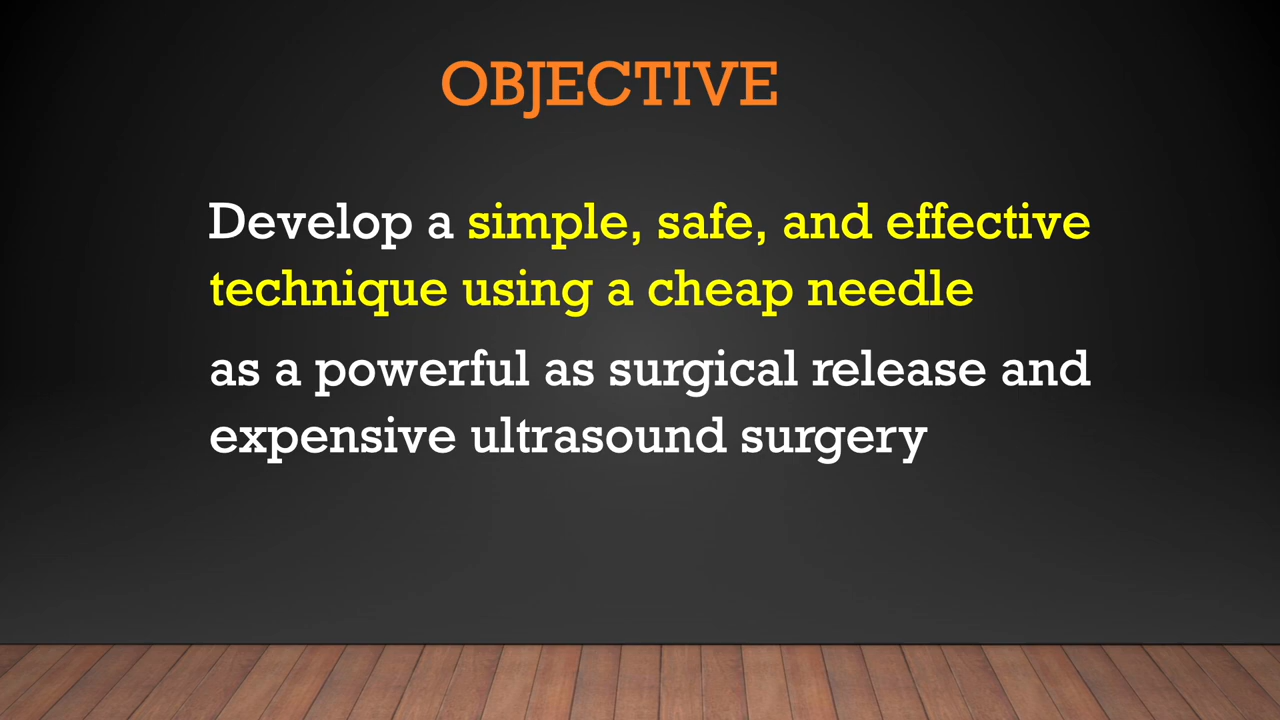 OBJECTIVE
Develop a simple, safe, and effective
technique using a cheap needle
as a powerful as surgical release and
expensive ultrasound surgery